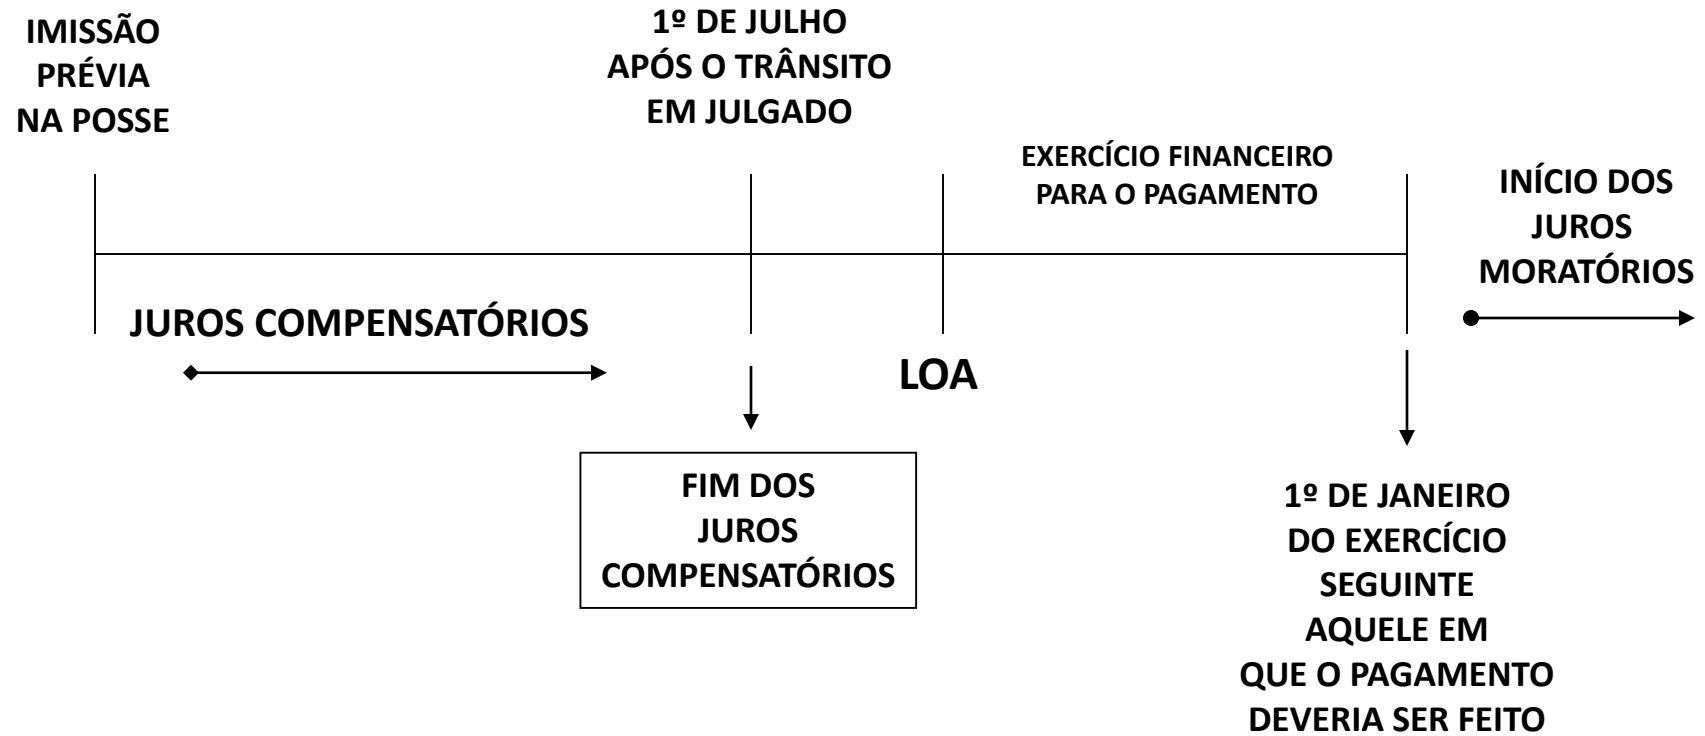 IMISSÃO
PRÉVIA
NA POSSE
1º DE JULHO
APÓS O TRÂNSITO
EM JULGADO
EXERCÍCIO FINANCEIRO
PARA O PAGAMENTO
INÍCIO DOS
JUROS
MORATÓRIOS
JUROS COMPENSATÓRIOS
LOA
FIM DOS
JUROS
COMPENSATÓRIOS
1º DE JANEIRO
DO EXERCÍCIO
SEGUINTE
AQUELE EM
QUE O PAGAMENTO
DEVERIA SER FEITO